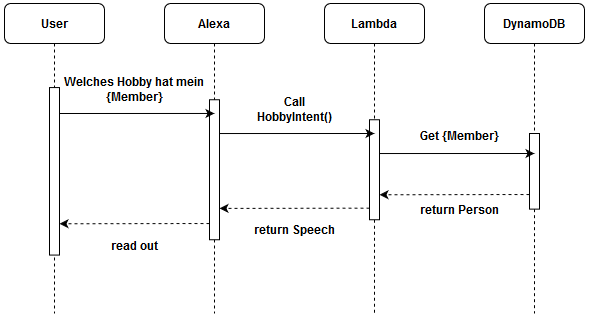 User
Alexa
Lambda
DynamoDB
Welches Hobby hat mein
{Member}
Call
HobbyIntent()
Get {Member}
return Person
return Speech
read out